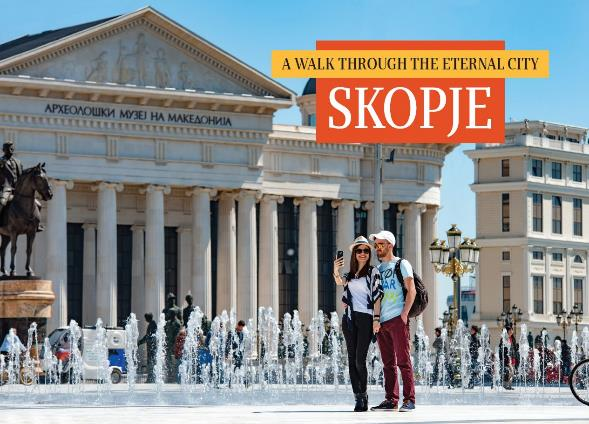 A WALK THROUGH THE ETERNAL CITY
SKOPJE
АРХЕОЛОШКИ МУЗЕЈ НА МАКЕДОНИЈА